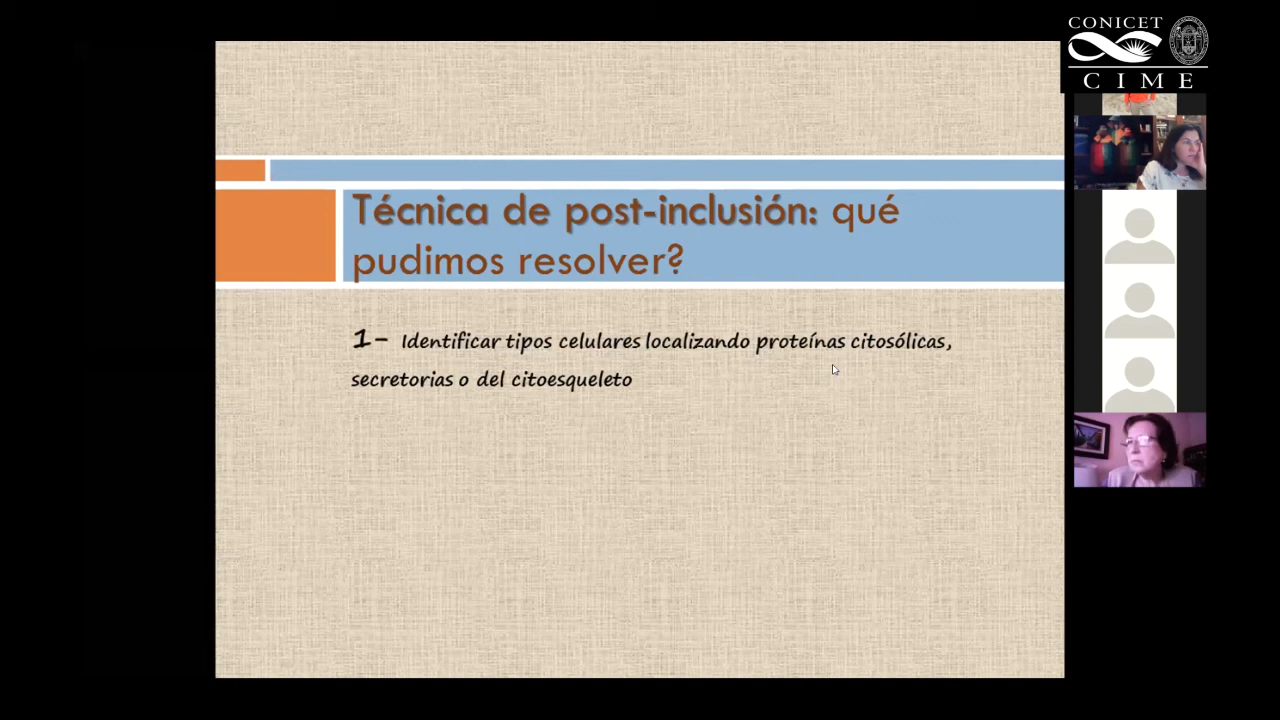 CONICET
CIME
Técnica de post-inclusión: qué
pudimos resolver?
1- Identificar tipos celulares localizando proteínas citosólicas,
secretorias o del citoesqueleto